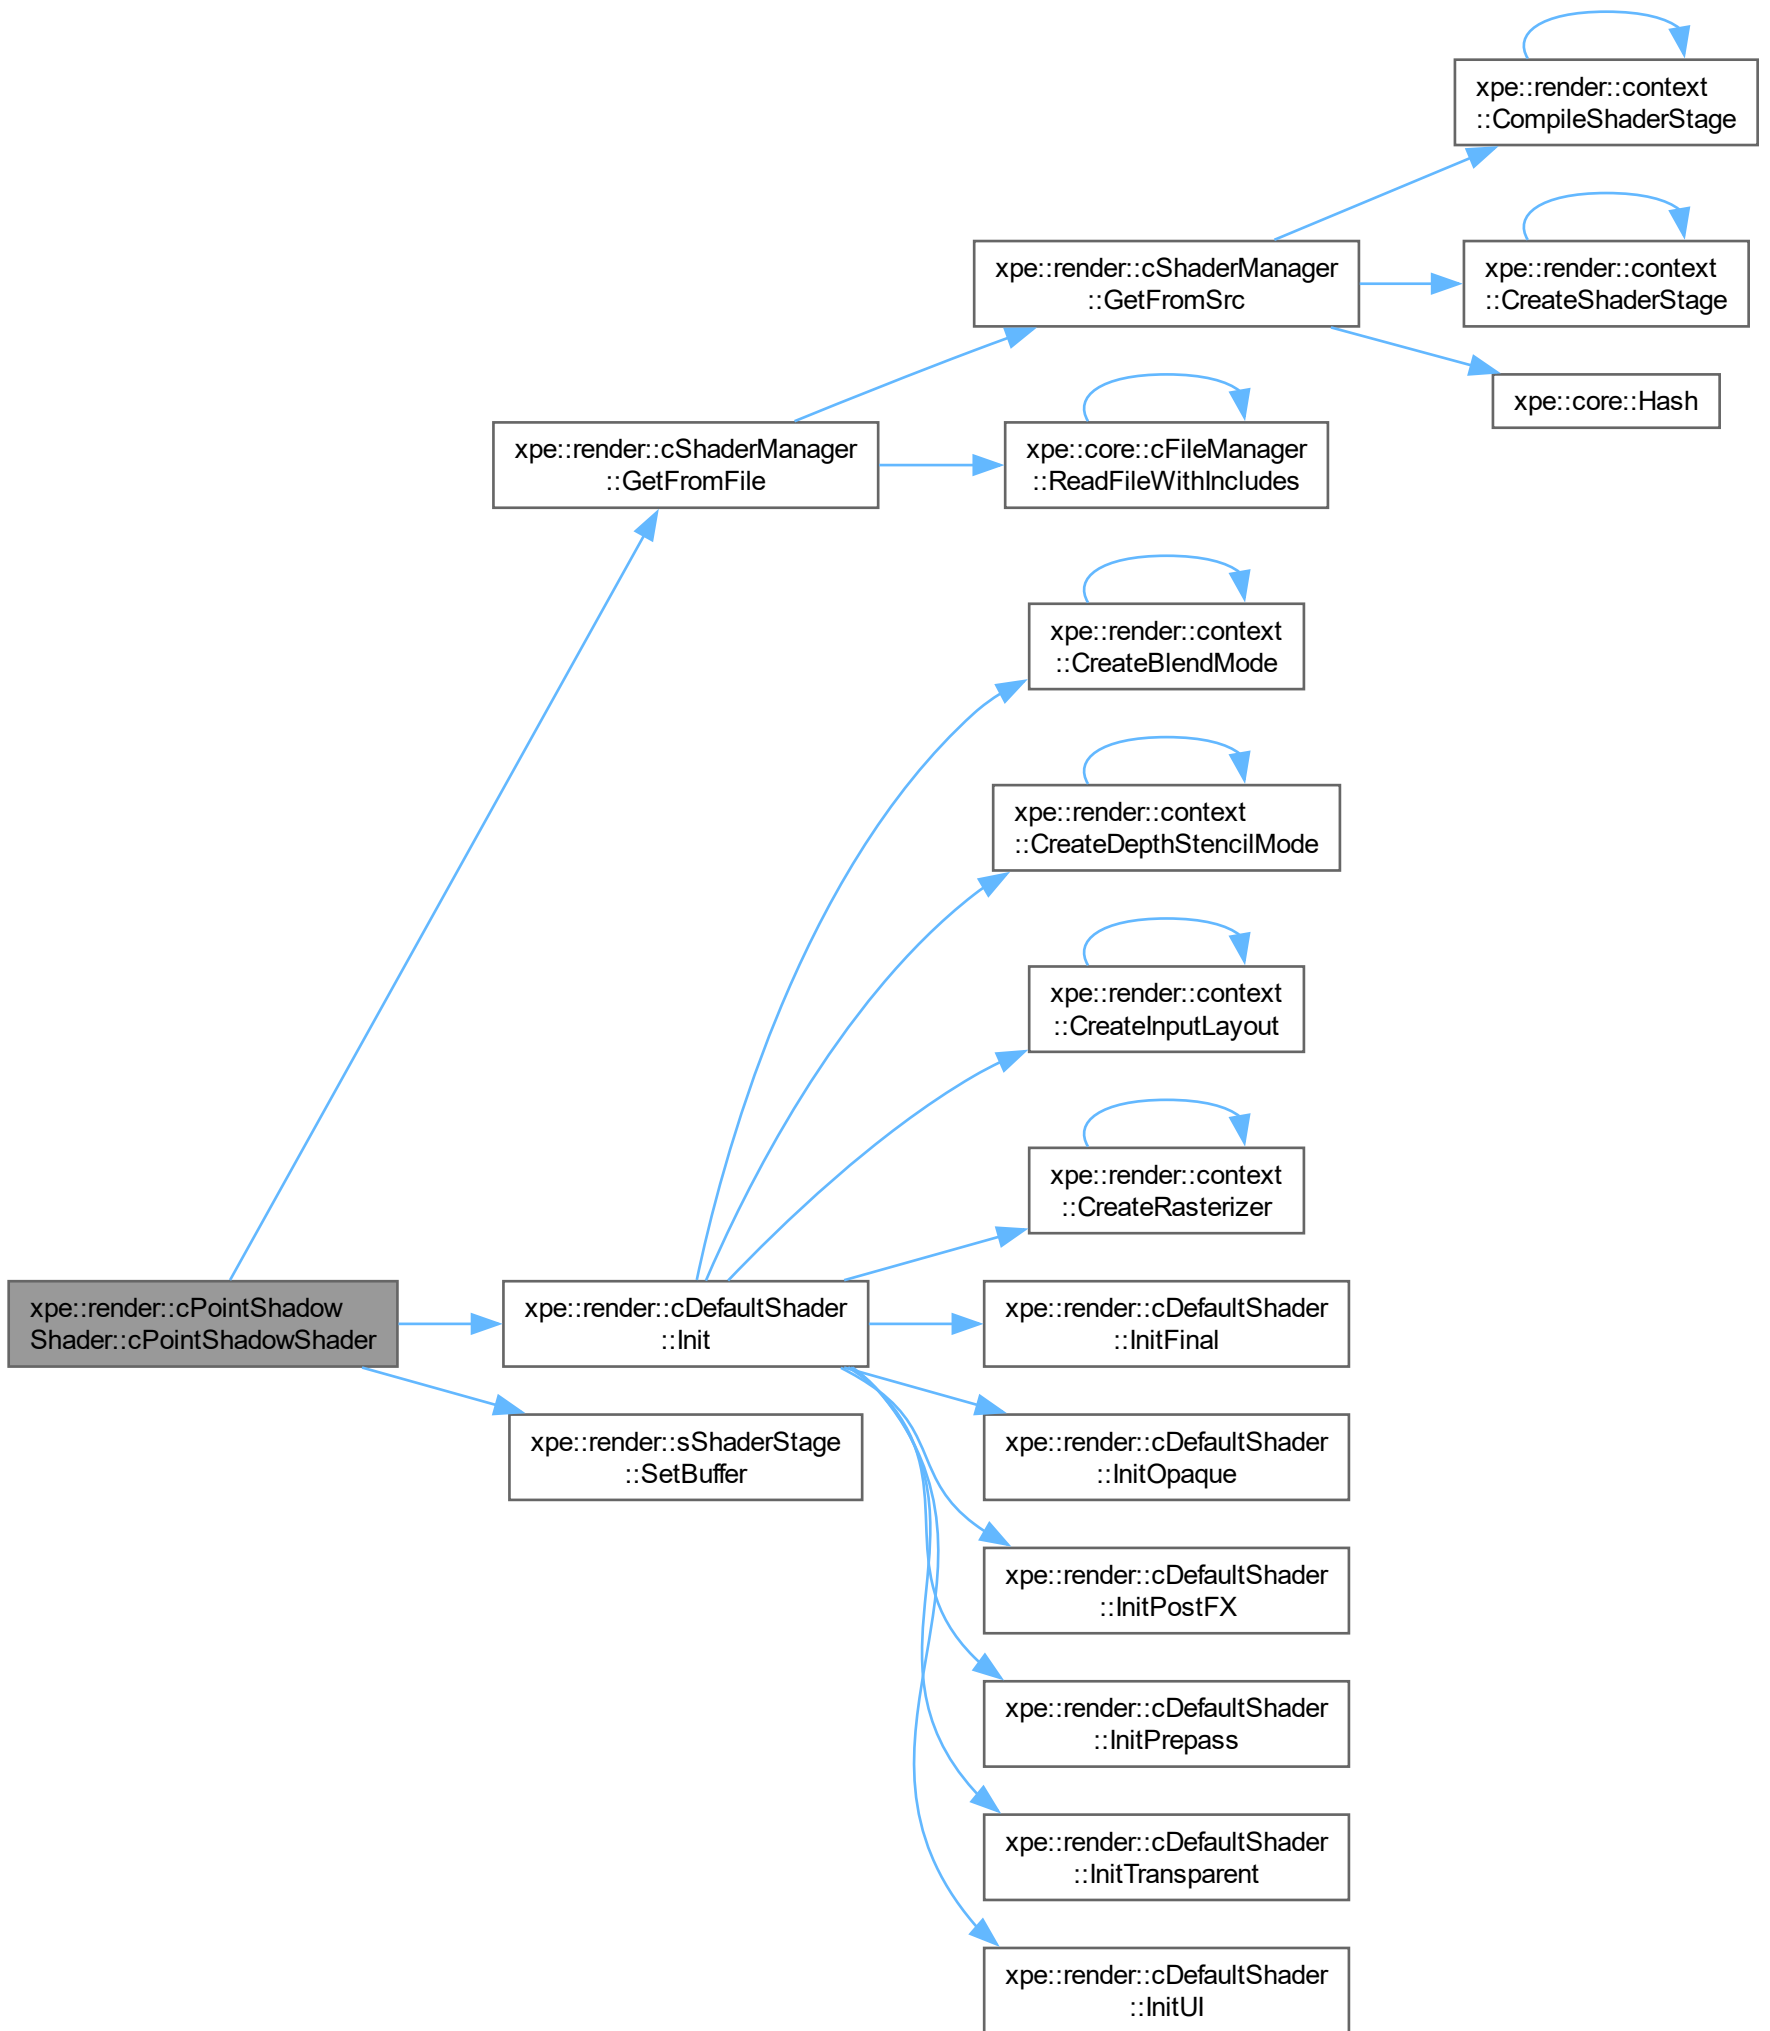 xpe::render::context
::CompileShaderStage
xpe::render::cShaderManager
::GetFromSrc
xpe::render::context
::CreateShaderStage
xpe::core::Hash
xpe::render::cShaderManager
::GetFromFile
xpe::core::cFileManager
::ReadFileWithIncludes
xpe::render::context
::CreateBlendMode
xpe::render::context
::CreateDepthStencilMode
xpe::render::context
::CreateInputLayout
xpe::render::context
::CreateRasterizer
xpe::render::cPointShadow
Shader::cPointShadowShader
xpe::render::cDefaultShader
::Init
xpe::render::cDefaultShader
::InitFinal
xpe::render::sShaderStage
::SetBuffer
xpe::render::cDefaultShader
::InitOpaque
xpe::render::cDefaultShader
::InitPostFX
xpe::render::cDefaultShader
::InitPrepass
xpe::render::cDefaultShader
::InitTransparent
xpe::render::cDefaultShader
::InitUI